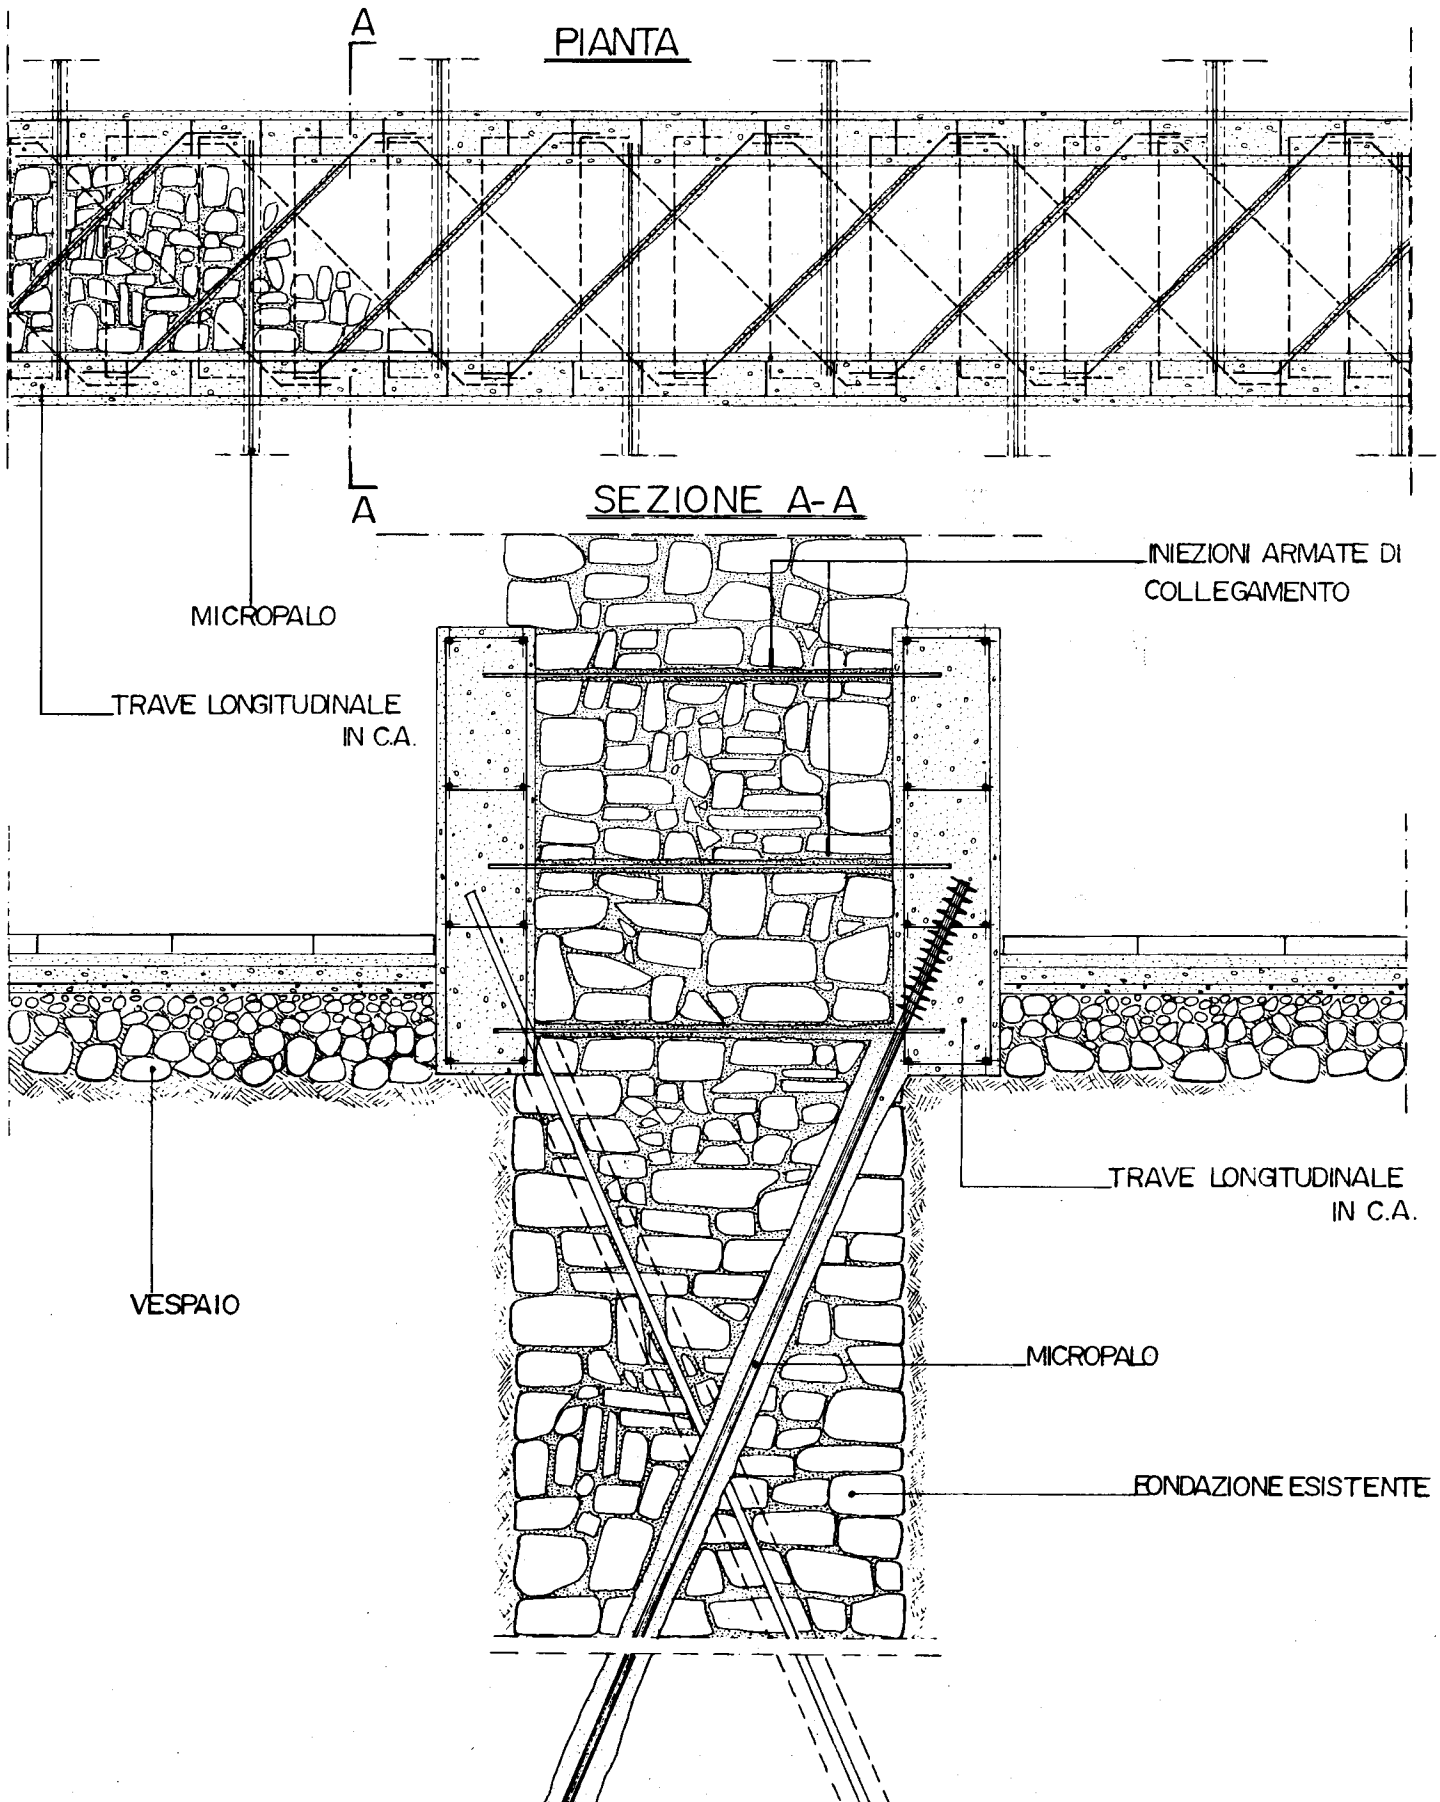 A
PIANTA
A
SEZIONE A-A
INIEZIONI ARMATE DI
COLLEGAMENTO
MICROPALO
TRAVE LONGITUDINALE
IN C.A.
TRAVE LONGITUDINALE
IN C.A.
VESPAIO
MICROPALO
FONDAZIONE ESISTENTE